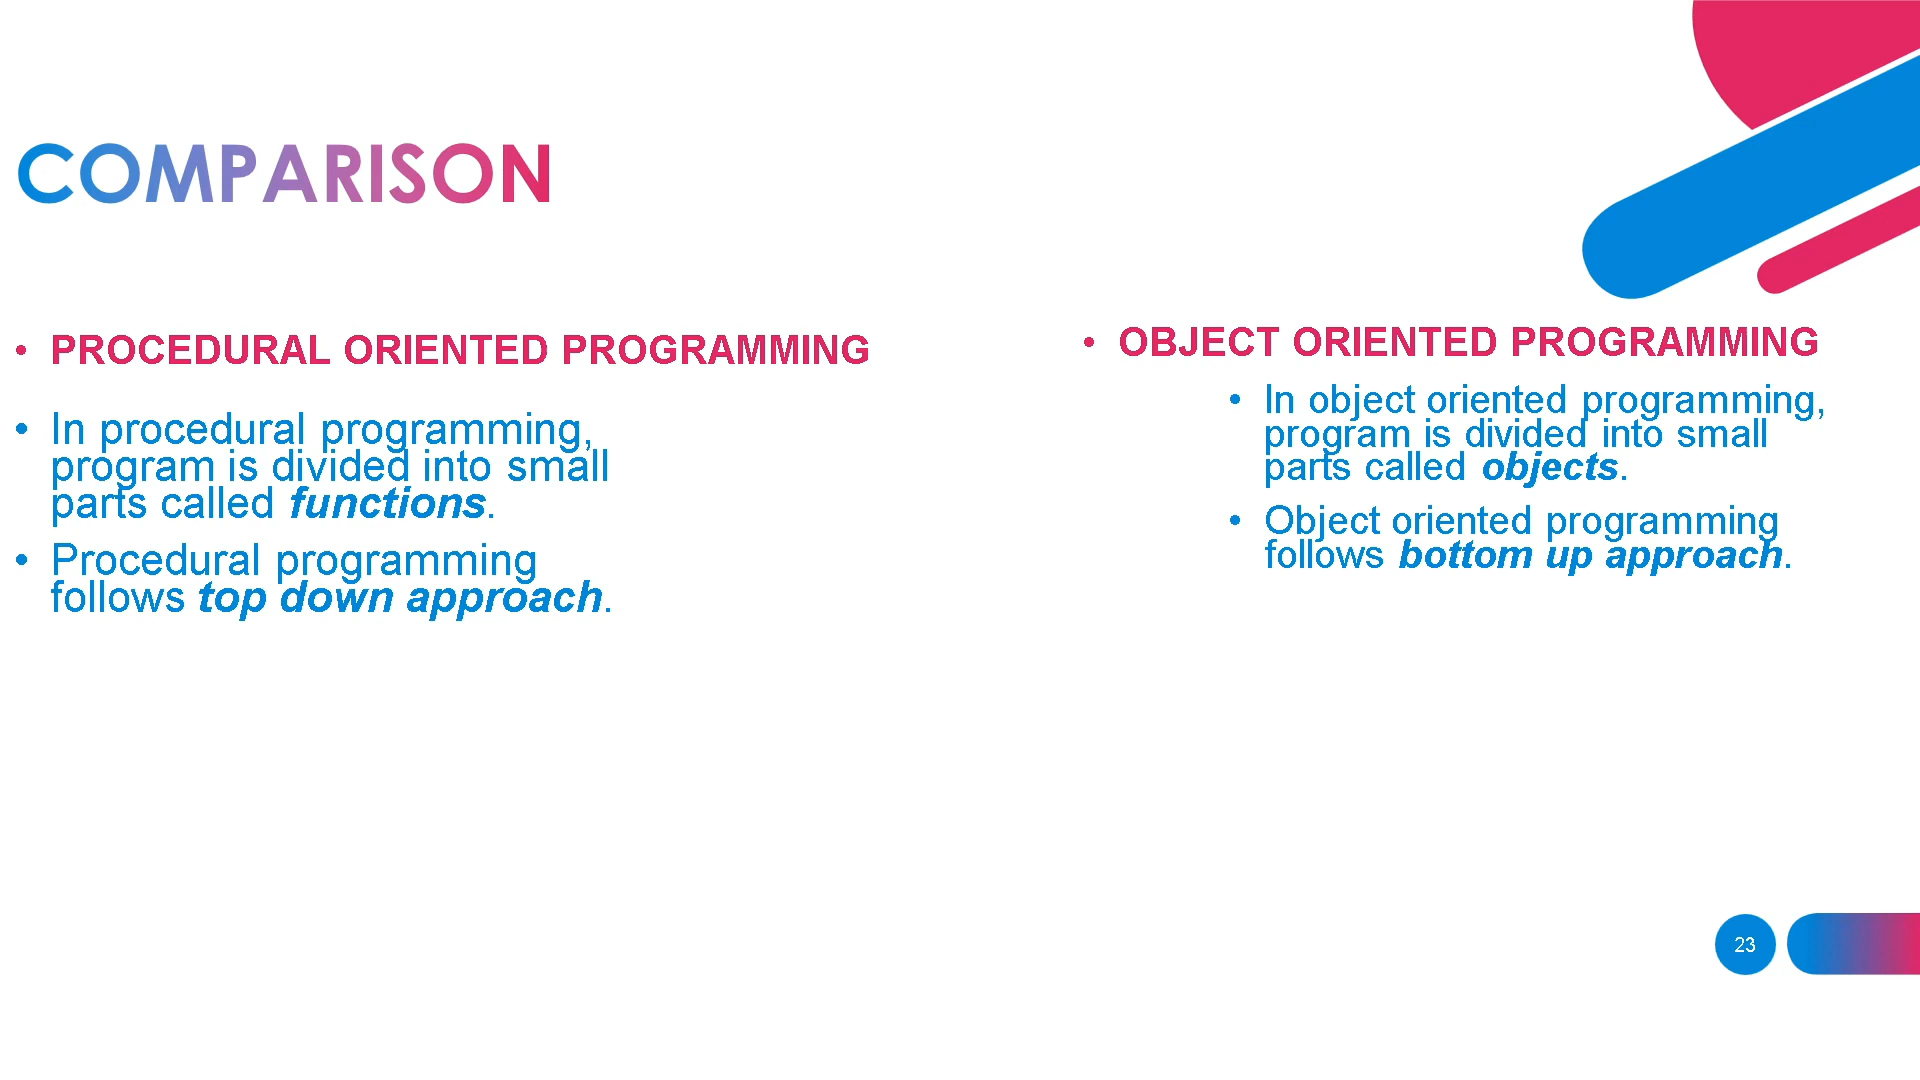 COMPARISON
• PROCEDURAL ORIENTED PROGRAMMING
• In procedural programming,
program is divided into small
parts called functions.
• Procedural programming
follows top down approach.
• OBJECT ORIENTED PROGRAMMING
• In object oriented programming,
program is divided into small
parts called objects.
• Object oriented programming
follows bottom up approach.
23